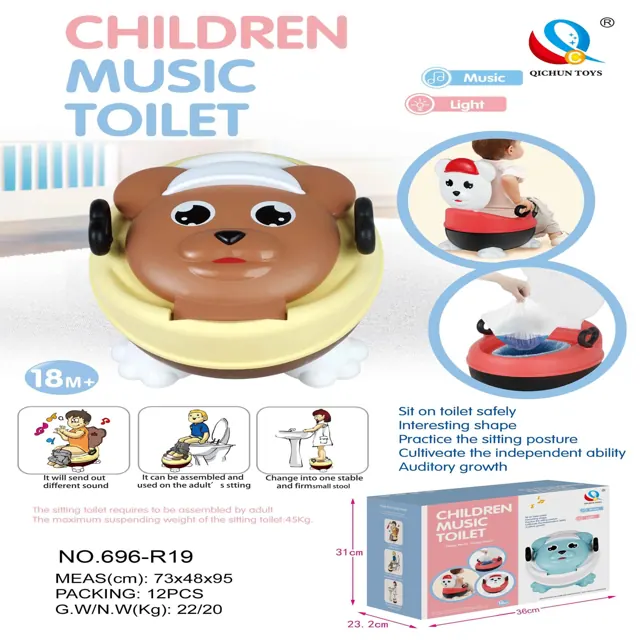 CHILDREN
MUSIC
TOILET
®
QC
QICHUN TOYS
Music
Light
18M+
It will send out
different sound
It can be assembled and
used on the adult's sitting
Change into one stable
and firmsmall stool
Sit on toilet safely
Interesting shape
Practice the sitting posture
Cultiveate the independent ability
Auditory growth
The sitting toilet requires to be assembled by adult
The maximum suspending weight of the sitting toilet:45Kg.
NO.696-R19
MEAS(cm): 73x48x95
PACKING: 12PCS
G.W/N.W(Kg): 22/20
CHILDREN
MUSIC
TOILET
31cm
23.2cm
36cm